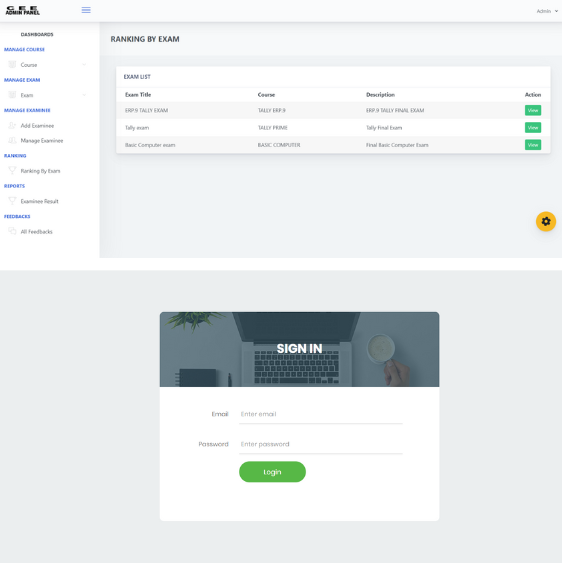 G E E
ADMIN PANEL
Admin
DASHBOARDS
MANAGE COURSE
Course
MANAGE EXAM
Exam
MANAGE EXAMINEE
Add Examinee
Manage Examinee
RANKING
Ranking By Exam
REPORTS
Examinee Result
FEEDBACKS
All Feedbacks
RANKING BY EXAM
EXAM LIST
Exam Title Course Description Action
ERP.9 TALLY EXAM TALLY ERP.9 ERP.9 TALLY FINAL EXAM View
Tally exam TALLY PRIME Tally Final Exam View
Basic Computer exam BASIC COMPUTER Final Basic Computer Exam View
SIGN IN
Email Enter email
Password Enter password
Login